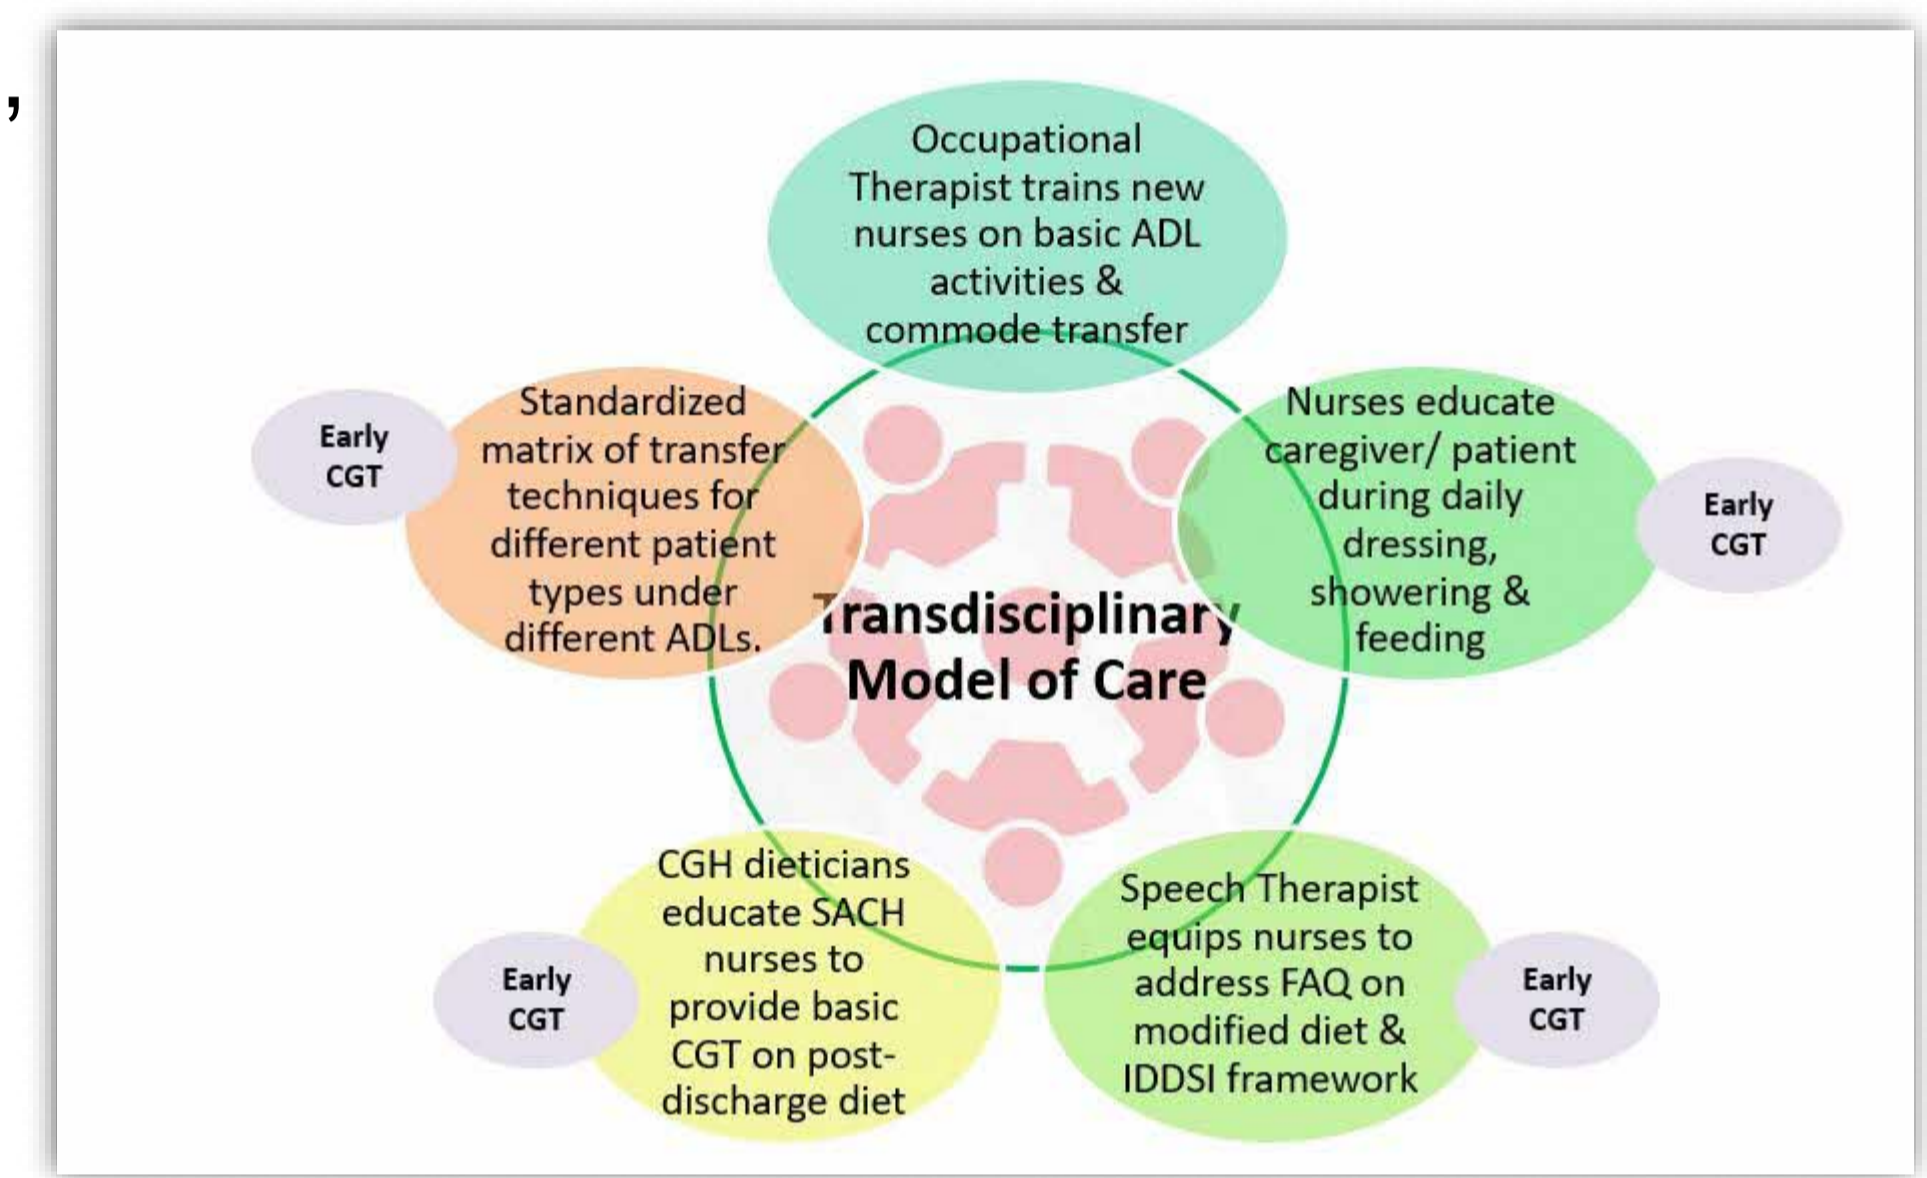 ,
Occupational
Therapist trains new
nurses on basic ADL
activities &
commode transfer
Nurses educate
caregiver/ patient
during daily
dressing,
showering &
feeding
Early
CGT
Speech Therapist
equips nurses to
address FAQ on
modified diet &
IDDSI framework
Early
CGT
CGH dieticians
educate SACH
nurses to
provide basic
CGT on post-
discharge diet
Early
CGT
Standardized
matrix of transfer
techniques for
different patient
types under
different ADLs.
Early
CGT
Transdisciplinary
Model of Care